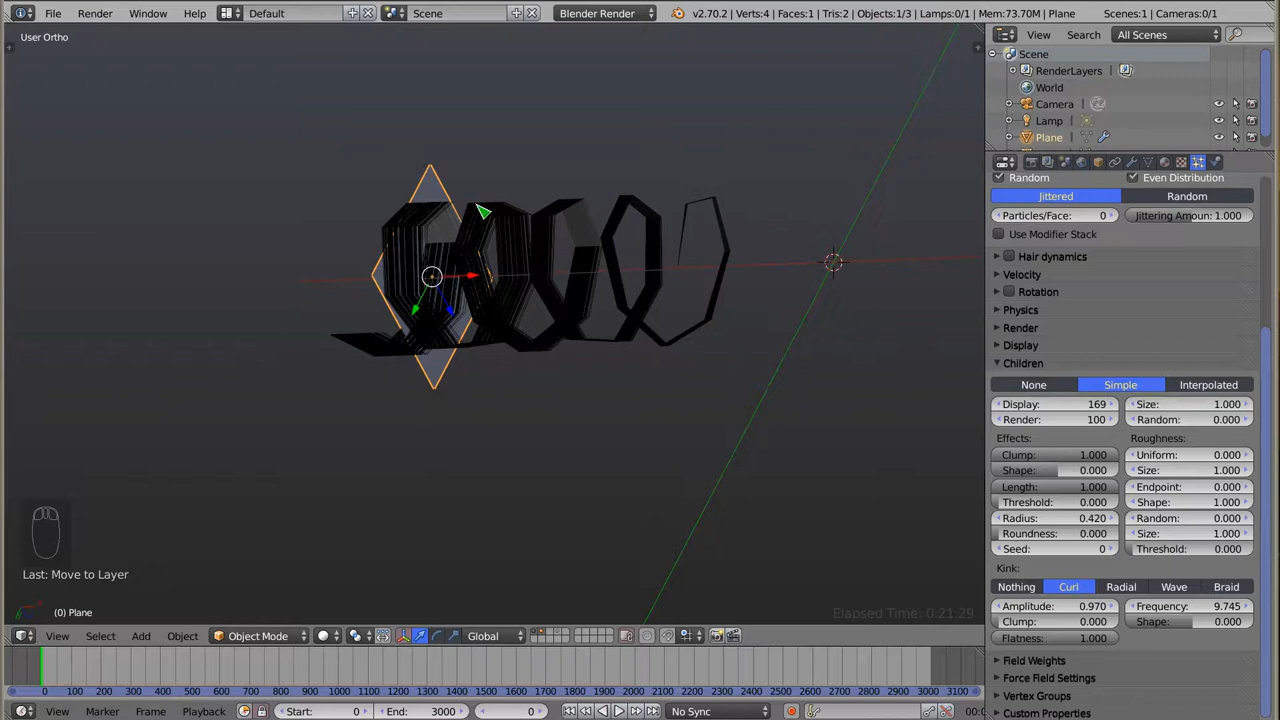 File Render Window Help Default Scene Blender Render v2.70.2 | Verts:4 | Faces:1 | Tris:2 | Objects:1/3 | Lamps:0/1 | Mem:73.70M | Plane Scenes:1 | Cameras:0/1
User Ortho
View Search All Scenes
Scene
RenderLayers
World
Camera
Lamp
Plane
Random Even Distribution
Jittered Random
Particles/Face: 0 Jittering Amoun: 1.000
Use Modifier Stack
Hair dynamics
Velocity
Rotation
Physics
Render
Display
Children
None Simple Interpolated
Display: 169 Size: 1.000
Render: 100 Random: 0.000
Effects: Roughness:
Clump: 1.000 Uniform: 0.000
Shape: 0.000 Size: 1.000
Length: 1.000 Endpoint: 0.000
Threshold: 0.000 Shape: 1.000
Radius: 0.420 Random: 0.000
Roundness: 0.000 Size: 1.000
Seed: 0 Threshold: 0.000
Kink:
Nothing Curl Radial Wave Braid
Amplitude: 0.970 Frequency: 9.745
Clump: 0.000 Shape: 0.000
Flatness: 1.000
Field Weights
Force Field Settings
Vertex Groups
Custom Properties
Last: Move to Layer
(0) Plane
Elapsed Time: 0:21:29
View Select Add Object Object Mode Global
0 100 200 300 400 500 600 700 800 900 1000 1100 1200 1300 1400 1500 1600 1700 1800 1900 2000 2100 2200 2300 2400 2500 2600 2700 2800 2900 3000 3100
View Marker Frame Playback Start: 0 End: 3000 0 No Sync